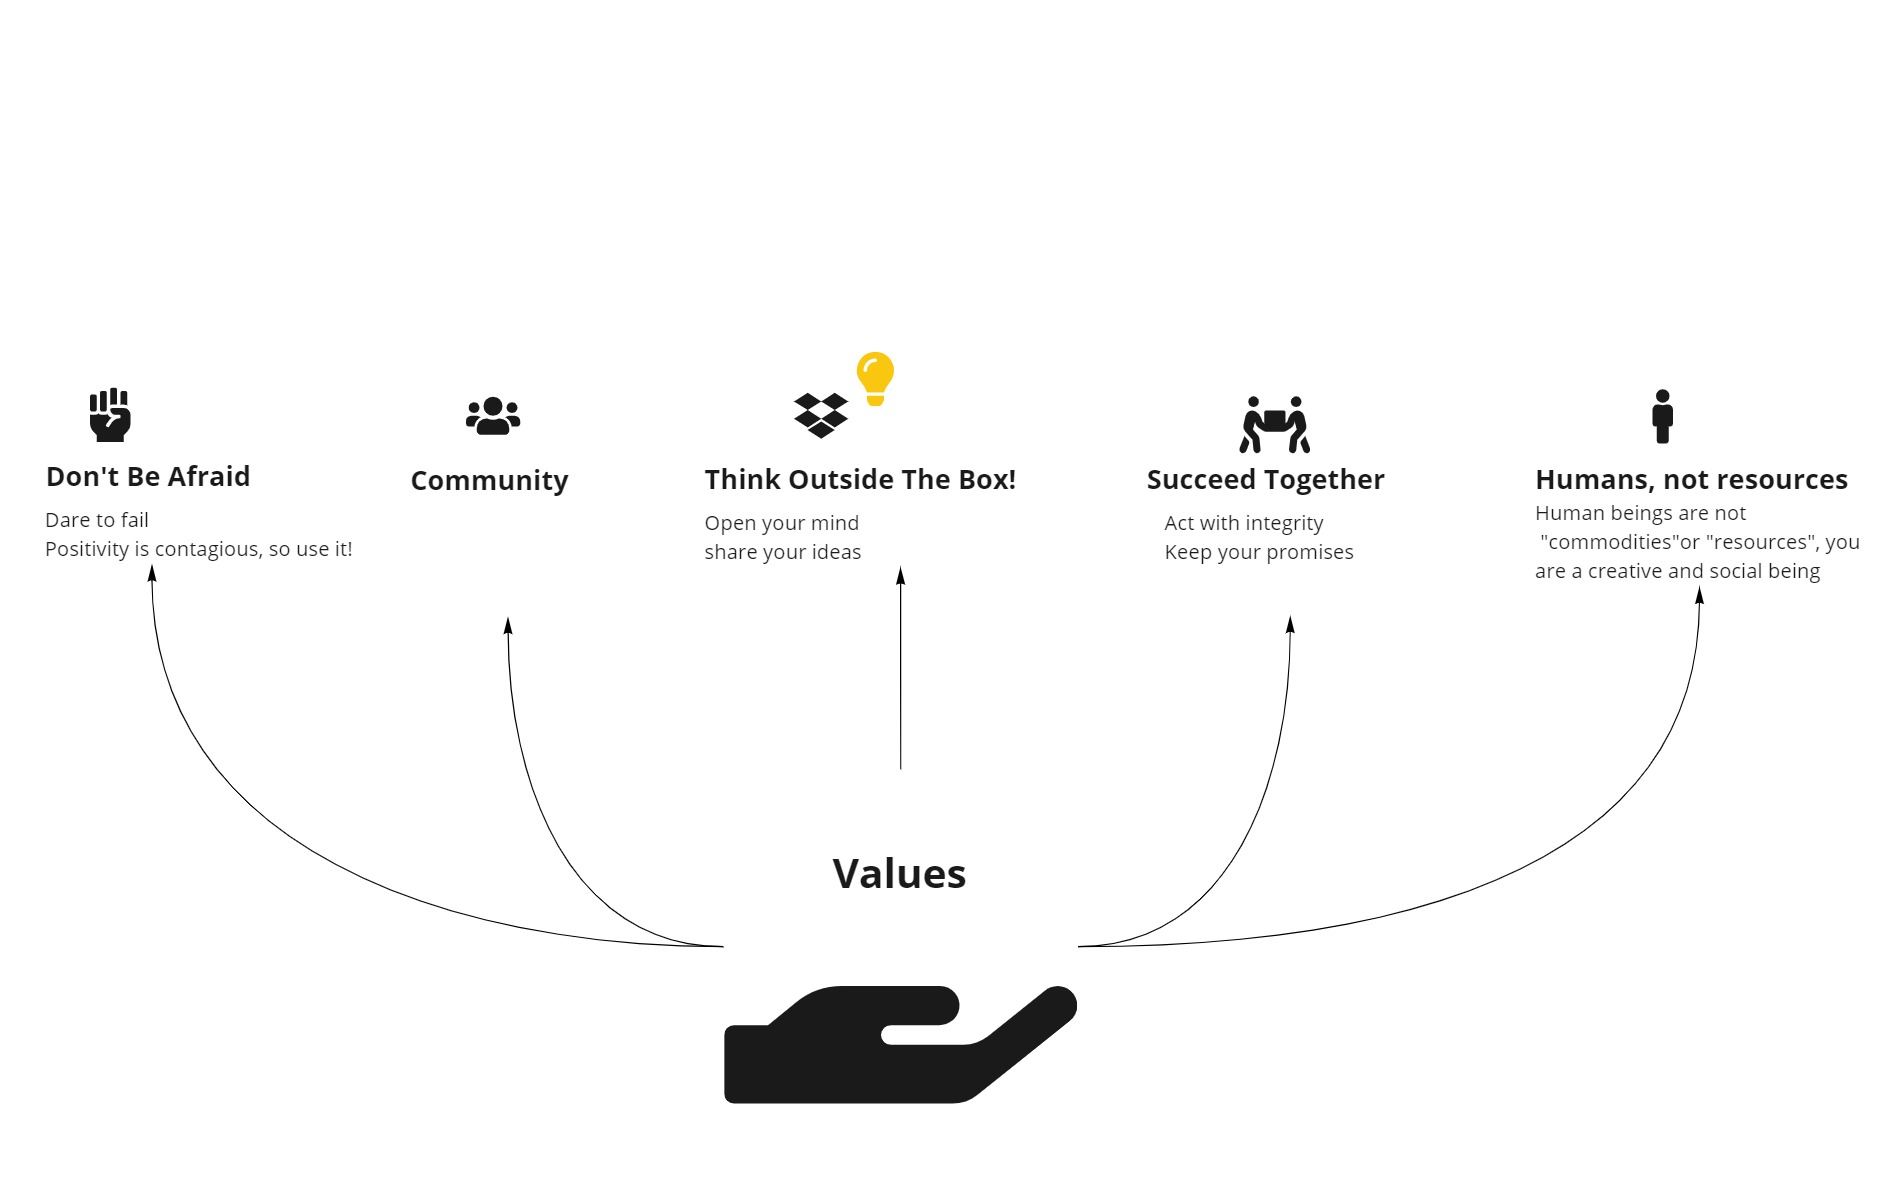 Don't Be Afraid
Dare to fail
Positivity is contagious, so use it!
Community
Think Outside The Box!
Open your mind
share your ideas
Succeed Together
Act with integrity
Keep your promises
Humans, not resources
Human beings are not
"commodities"or "resources", you
are a creative and social being
Values